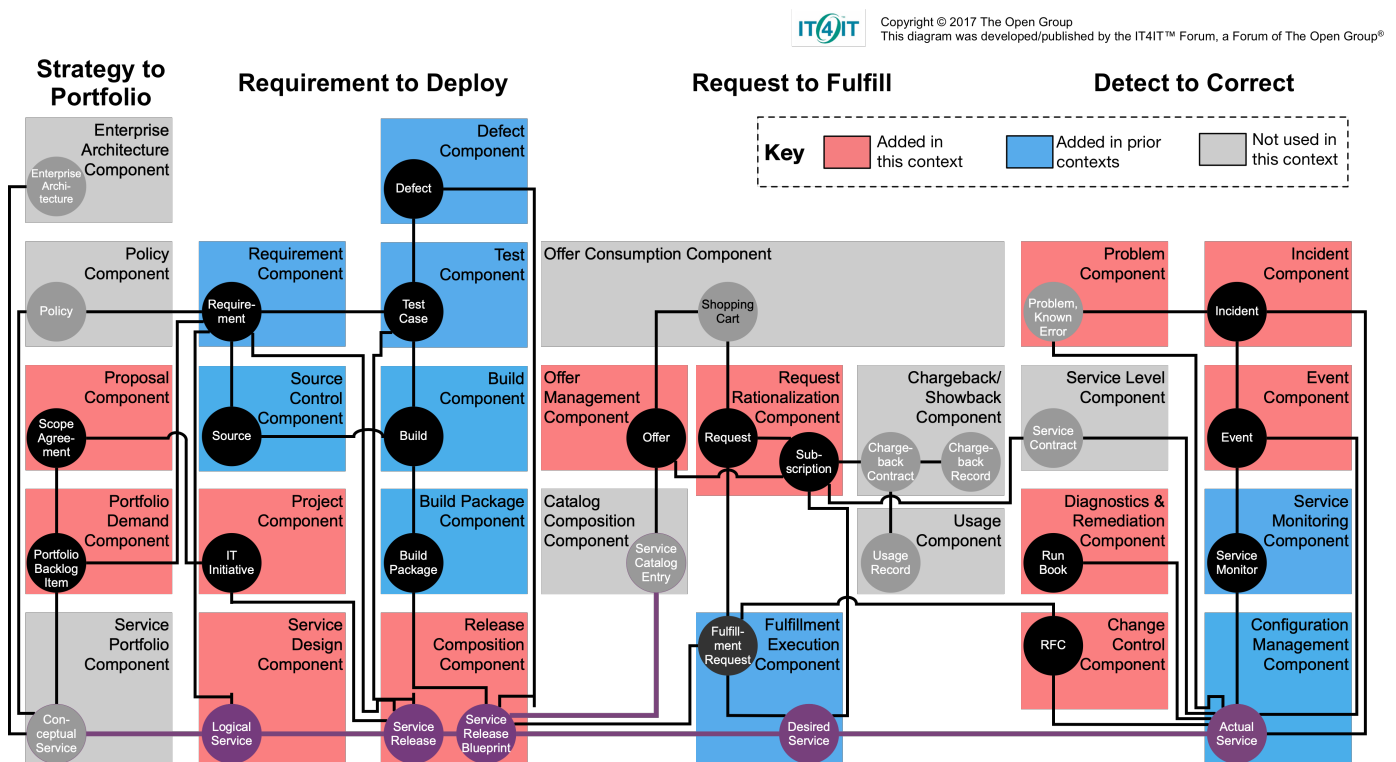 IT4IT
Copyright © 2017 The Open Group
This diagram was developed/published by the IT4IT™ Forum, a Forum of The Open Group®
Strategy to
Portfolio
Requirement to Deploy
Request to Fulfill
Detect to Correct
Key
Added in
this context
Added in prior
contexts
Not used in
this context
Enterprise
Architecture
Component
Enterprise
Archi-
tecture
Defect
Component
Defect
Policy
Component
Policy
Requirement
Component
Require-
ment
Test
Component
Test
Case
Offer Consumption Component
Shopping
Cart
Problem
Component
Problem,
Known
Error
Incident
Component
Incident
Proposal
Component
Scope
Agree-
ment
Source
Control
Component
Source
Build
Component
Build
Offer
Management
Component
Offer
Request
Rationalization
Component
Request
Sub-
scription
Chargeback/
Showback
Component
Charge-
back
Contract
Charge-
back
Record
Service Level
Component
Service
Contract
Event
Component
Event
Portfolio
Demand
Component
Portfolio
Backlog
Item
Project
Component
IT
Initiative
Build Package
Component
Build
Package
Catalog
Composition
Component
Service
Catalog
Entry
Usage
Component
Usage
Record
Diagnostics &
Remediation
Component
Run
Book
Service
Monitoring
Component
Service
Monitor
Service
Portfolio
Component
Con-
ceptual
Service
Service
Design
Component
Logical
Service
Release
Composition
Component
Service
Release
Service
Release
Blueprint
Fulfillment
Execution
Component
Fulfill-
ment
Request
Desired
Service
Change
Control
Component
RFC
Configuration
Management
Component
Actual
Service